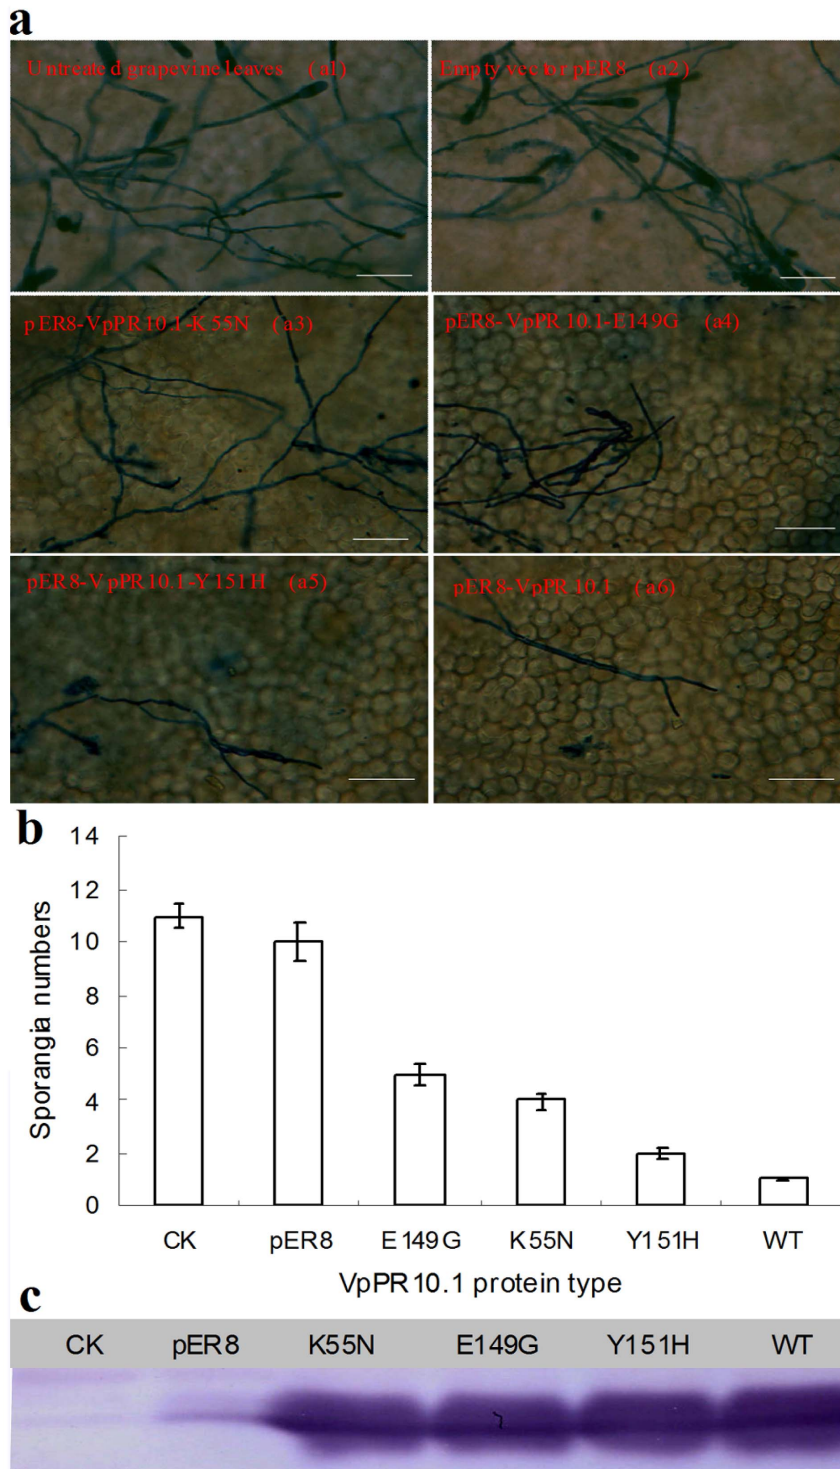 a
Untreated grapevine leaves (a1)
Empty vector pER8 (a2)
pER8-VpPR10.1-K55N (a3)
pER8-VpPR10.1-E149G (a4)
pER8-VpPR10.1-Y151H (a5)
pER8-VpPR10.1 (a6)
b
14
12
10
8
6
4
2
0
Sporangia numbers
CK pER8 E149G K55N Y151H WT
VpPR10.1 protein type
c
CK pER8 K55N E149G Y151H WT